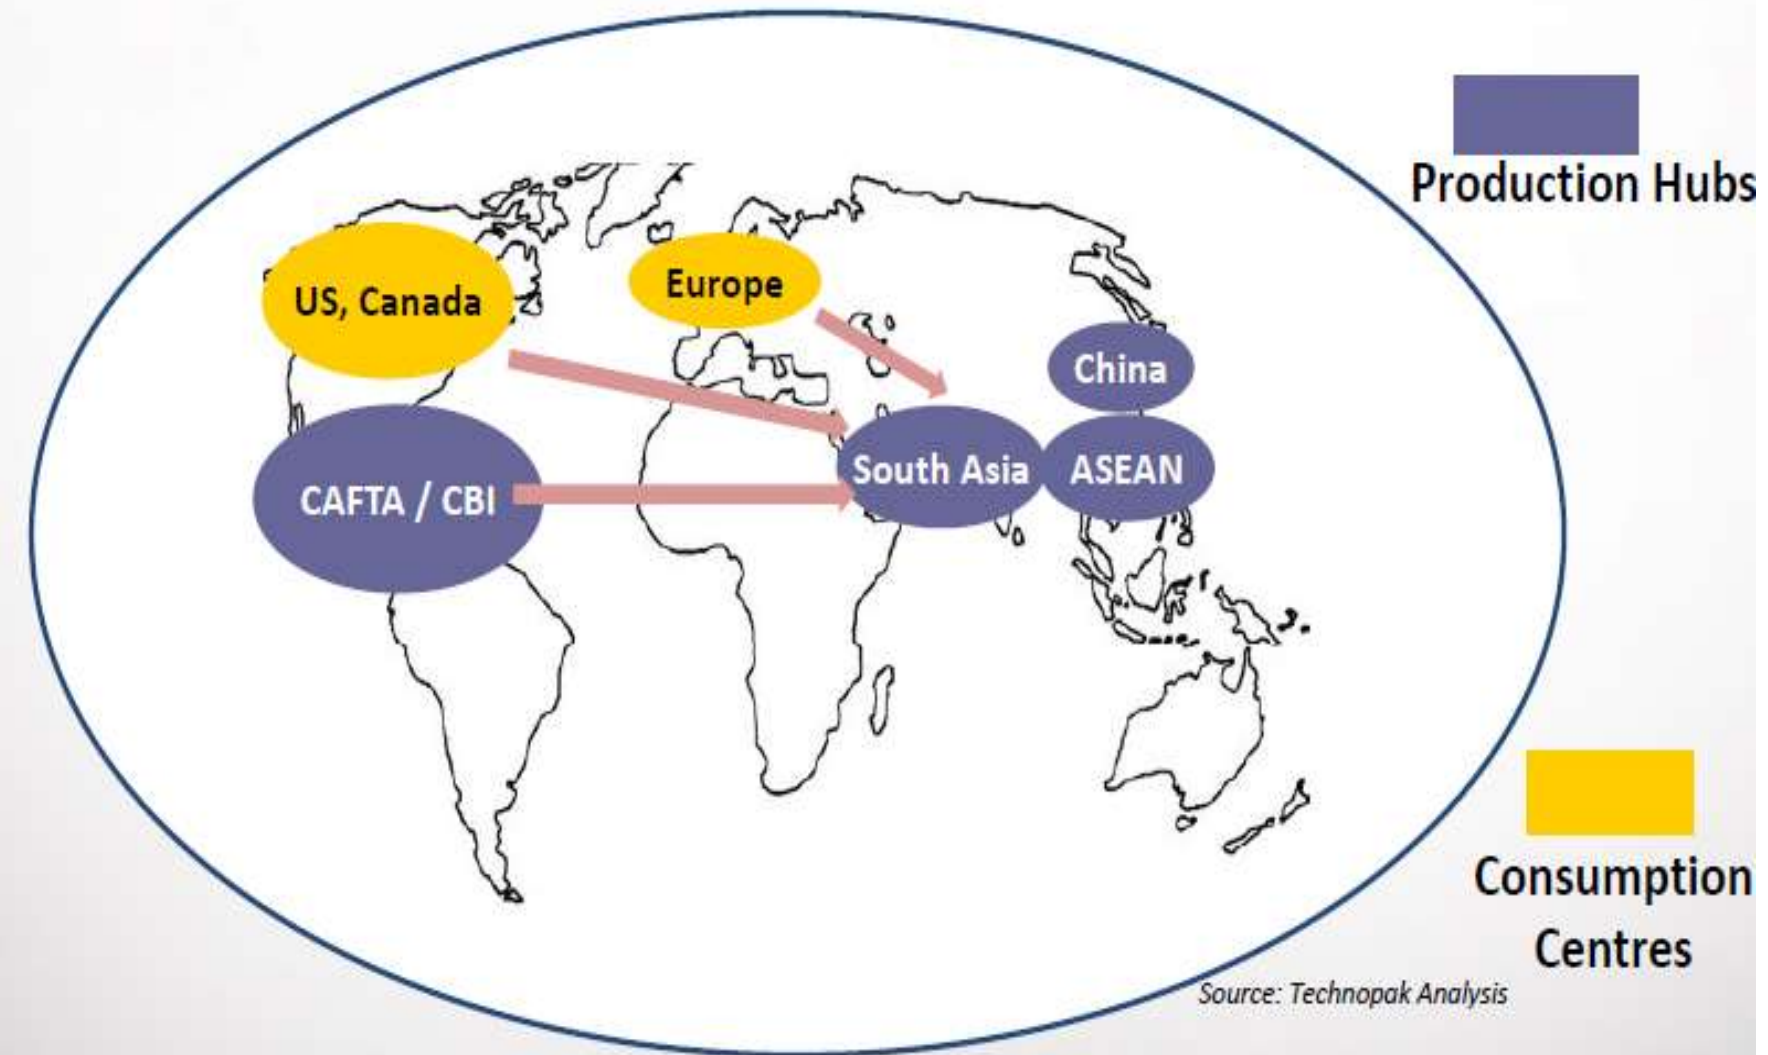 Production Hubs
US, Canada
Europe
China
CAFTA / CBI
South Asia
ASEAN
Consumption
Centres
Source: Technopak Analysis